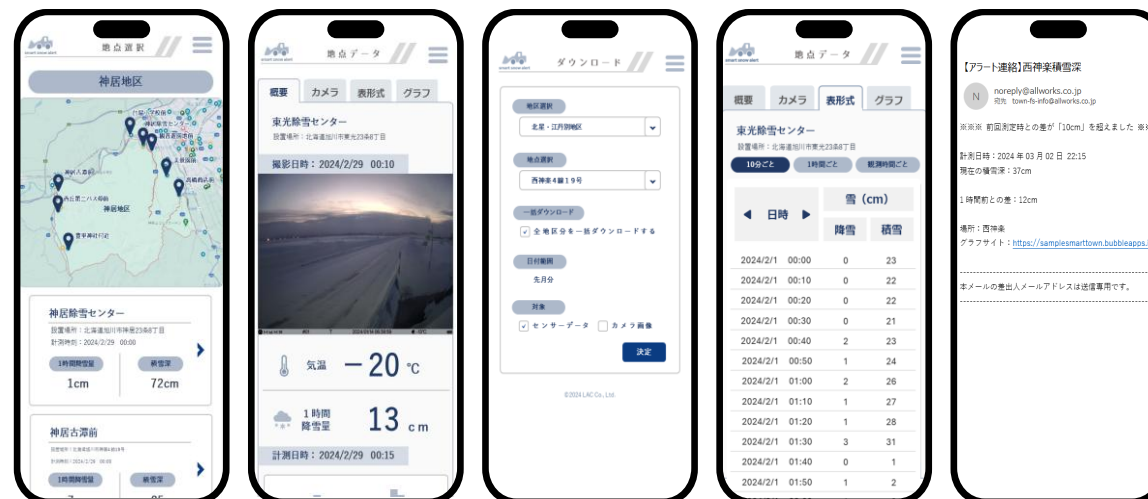 smart snow alert
地点選択
神居地区
神居地区
神居除雪センター
設置場所：北海道旭川市神居23条6丁目
計測時刻：2024/2/29 00:00
1時間降雪量
積雪深
1cm
72cm
神居古潭前
1時間降雪量
積雪深
smart snow alert
地点データ
概要
カメラ
表形式
グラフ
東光除雪センター
設置場所：北海道旭川市東光23条6丁目
撮影日時：2024/2/29 00:10
気温 －20 ℃
1時間
降雪量
13 cm
計測日時：2024/2/29 00:15
smart snow alert
ダウンロード
地区選択
北星・江丹別地区
地点選択
西神楽4線19号
一括ダウンロード
全地区分を一括ダウンロードする
日付範囲
先月分
対象
センサーデータ
カメラ画像
決定
©2024 LAC Co., Ltd.
smart snow alert
地点データ
概要
カメラ
表形式
グラフ
東光除雪センター
設置場所：北海道旭川市東光23条6丁目
10分ごと
1時間ごと
観測時間ごと
日時
雪（cm）
降雪
積雪
2024/2/1 00:00 0 23
2024/2/1 00:10 0 22
2024/2/1 00:20 0 22
2024/2/1 00:30 0 21
2024/2/1 00:40 2 23
2024/2/1 00:50 1 24
2024/2/1 01:00 2 26
2024/2/1 01:10 1 27
2024/2/1 01:20 1 28
2024/2/1 01:30 3 31
2024/2/1 01:40 0 1
2024/2/1 01:50 1 2
【アラート連絡】西神楽積雪深
N
noreply@allworks.co.jp
宛先 town-fs-info@allworks.co.jp
※※※ 前回測定時との差が「10cm」を超えました ※※
計測日時：2024 年 03 月 02 日 22:15
現在の積雪深：37cm
1 時間前との差：12cm
場所：西神楽
グラフサイト：https://samplesmarttown.bubbleapps.
本メールの差出人メールアドレスは送信専用です。